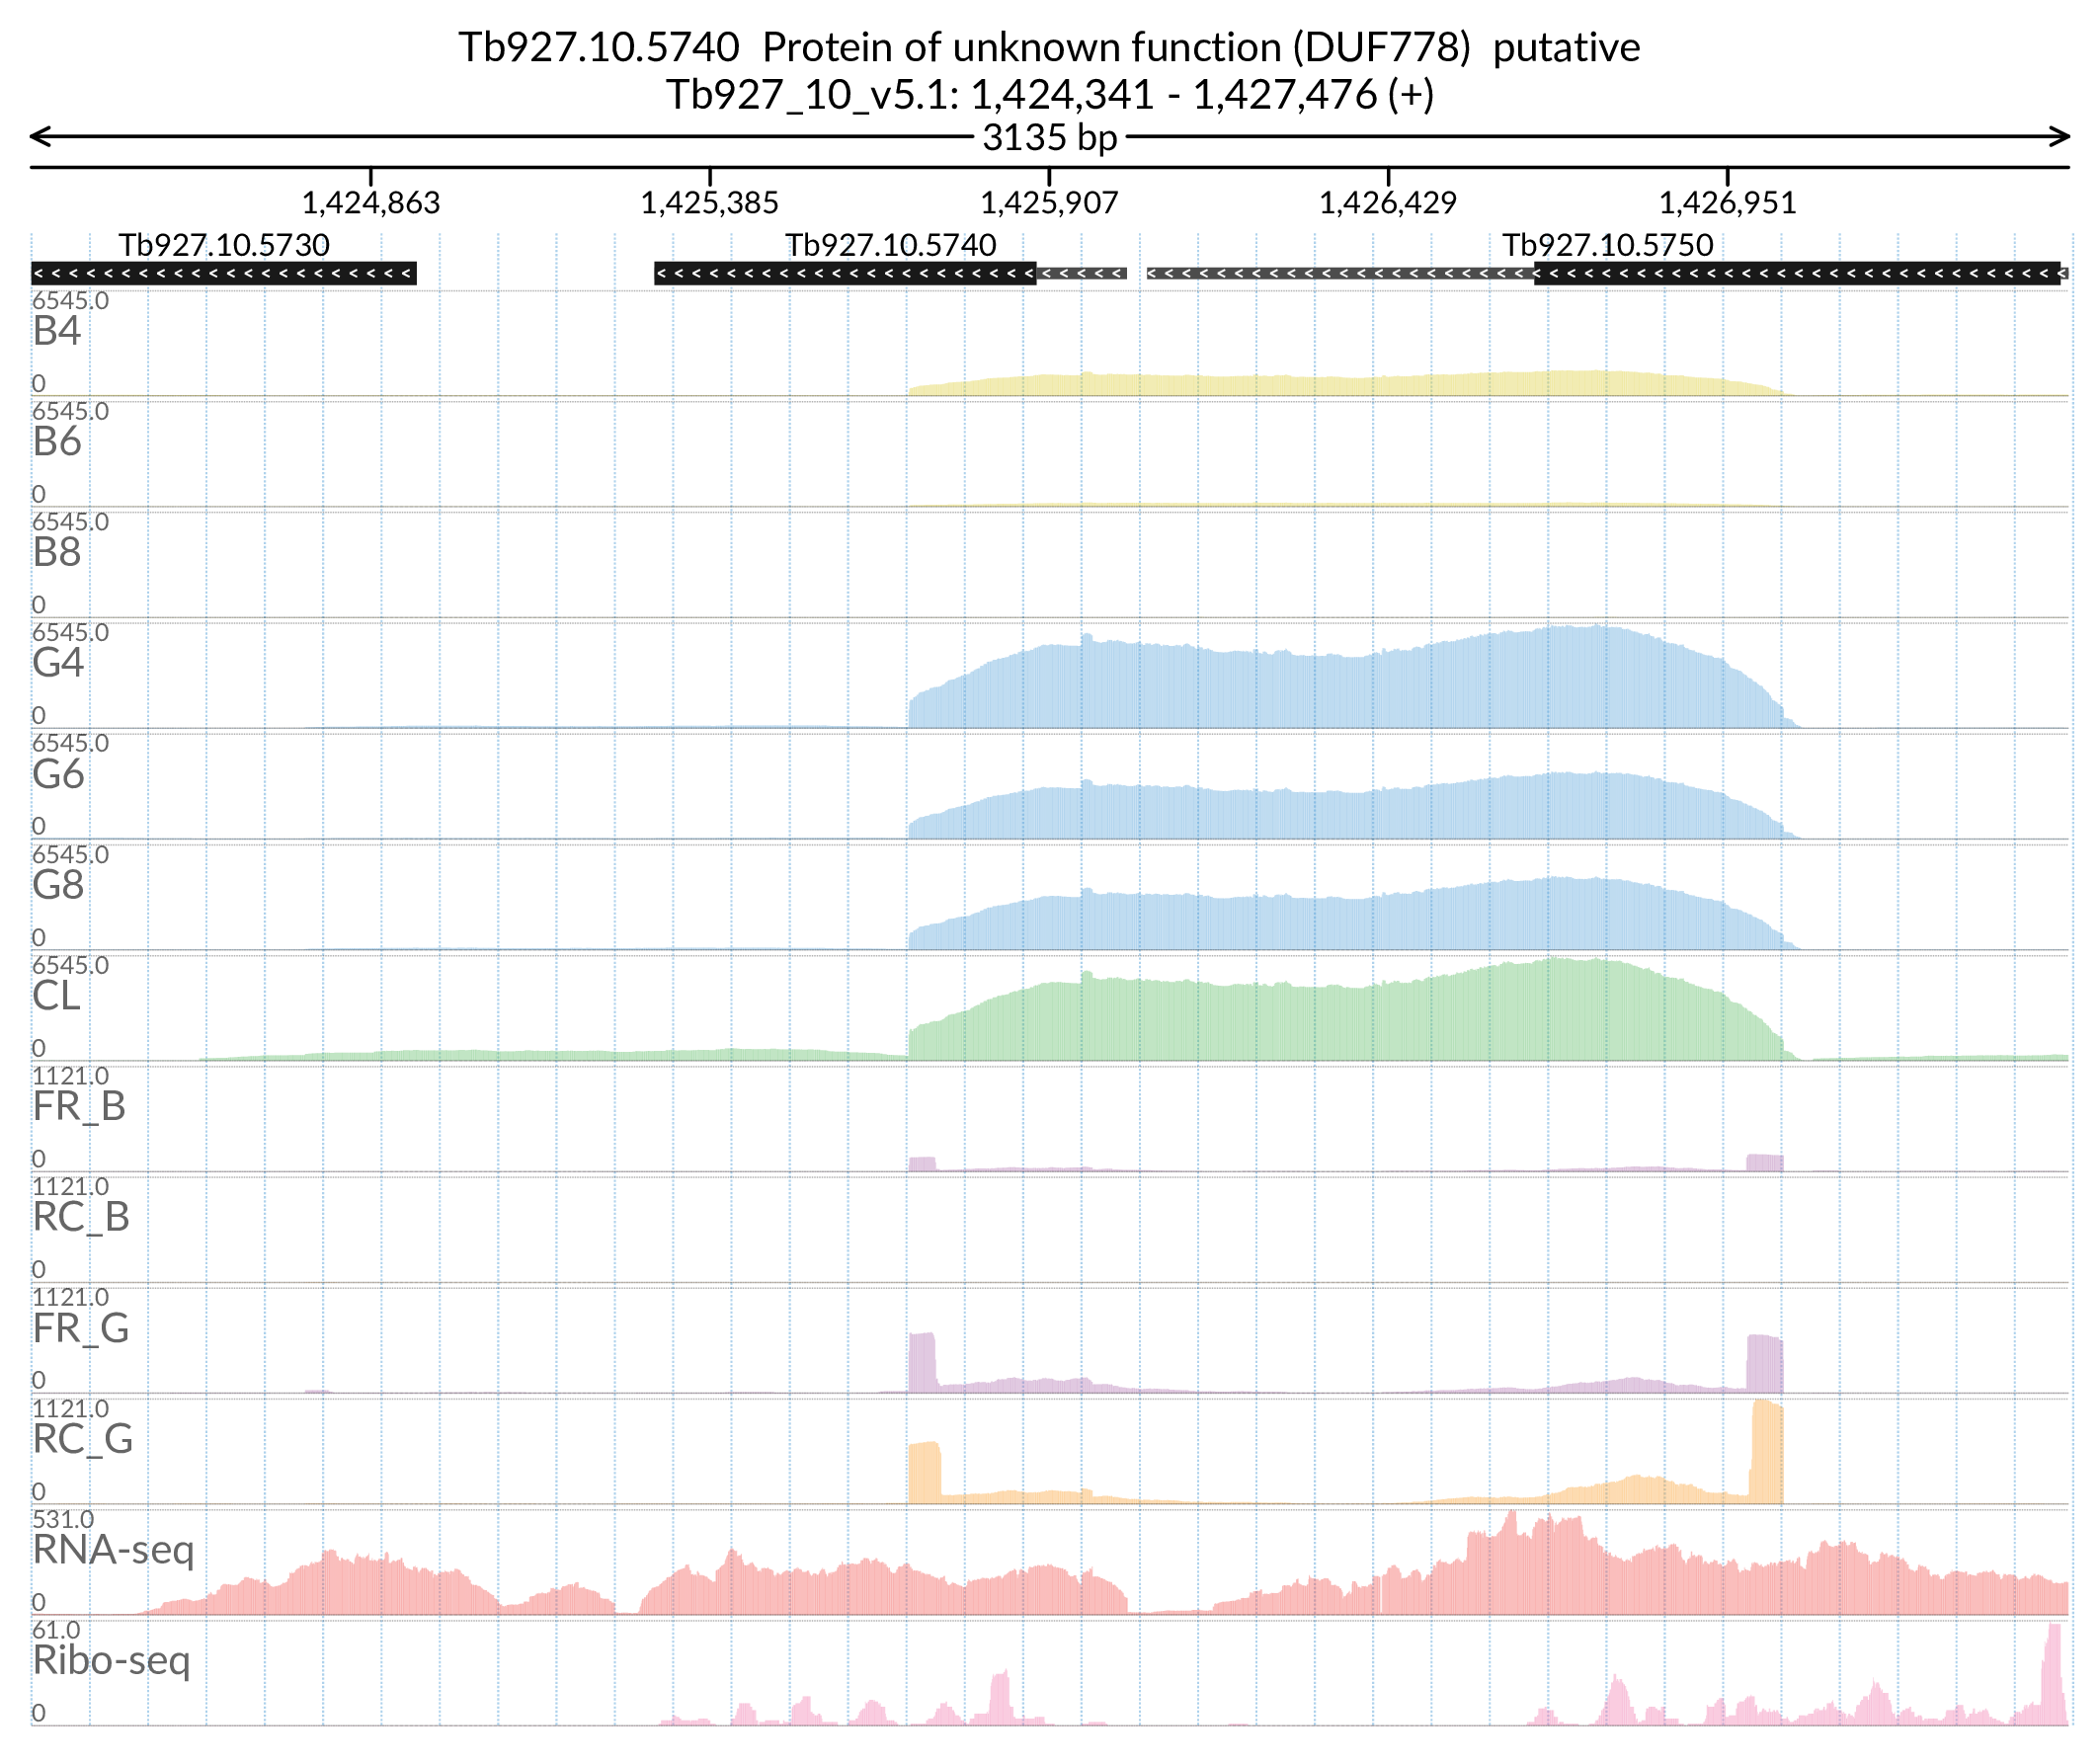 Tb927.10.5740 Protein of unknown function (DUF778) putative
Tb927_10_v5.1: 1,424,341 - 1,427,476 (+)
3135 bp
1,424,863 1,425,385 1,425,907 1,426,429 1,426,951
Tb927.10.5730 Tb927.10.5740 Tb927.10.5750
6545.0
B4
0
6545.0
B6
0
6545.0
B8
0
6545.0
G4
0
6545.0
G6
0
6545.0
G8
0
6545.0
CL
0
1121.0
FR_B
0
1121.0
RC_B
0
1121.0
FR_G
0
1121.0
RC_G
0
531.0
RNA-seq
0
61.0
Ribo-seq
0